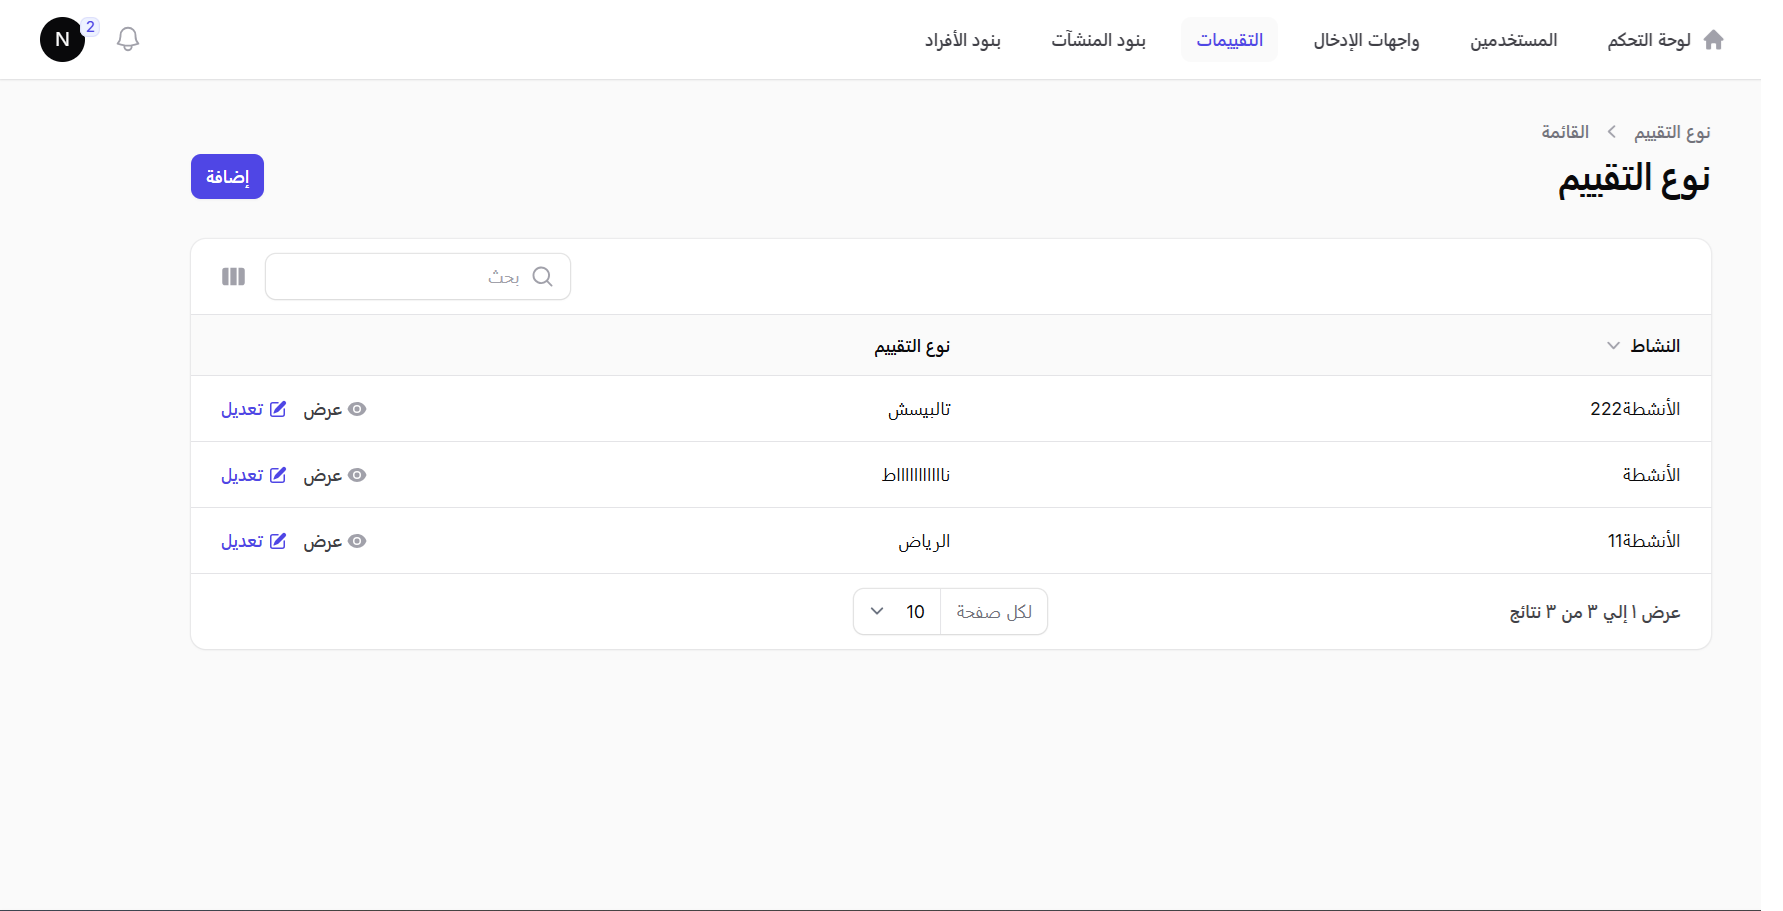 لوحة التحكم المستخدمين واجهات الإدخال التقييمات بنود المنشآت بنود الأفراد 2 N
نوع التقييم القائمة
نوع التقييم إضافة
بحث
النشاط نوع التقييم
الأنشطة222 تالبيسش عرض تعديل
الأنشطة نااااااااااااط عرض تعديل
الأنشطة11 الرياض عرض تعديل
عرض ١ إلي ٣ من ٣ نتائج لكل صفحة 10